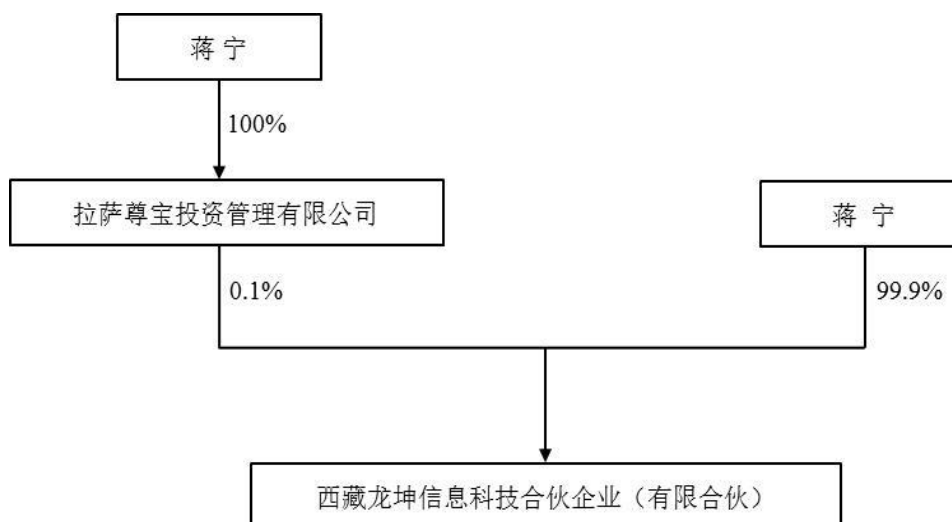 蒋 宁
100%
拉萨尊宝投资管理有限公司
蒋 宁
0.1%
99.9%
西藏龙坤信息科技合伙企业（有限合伙）